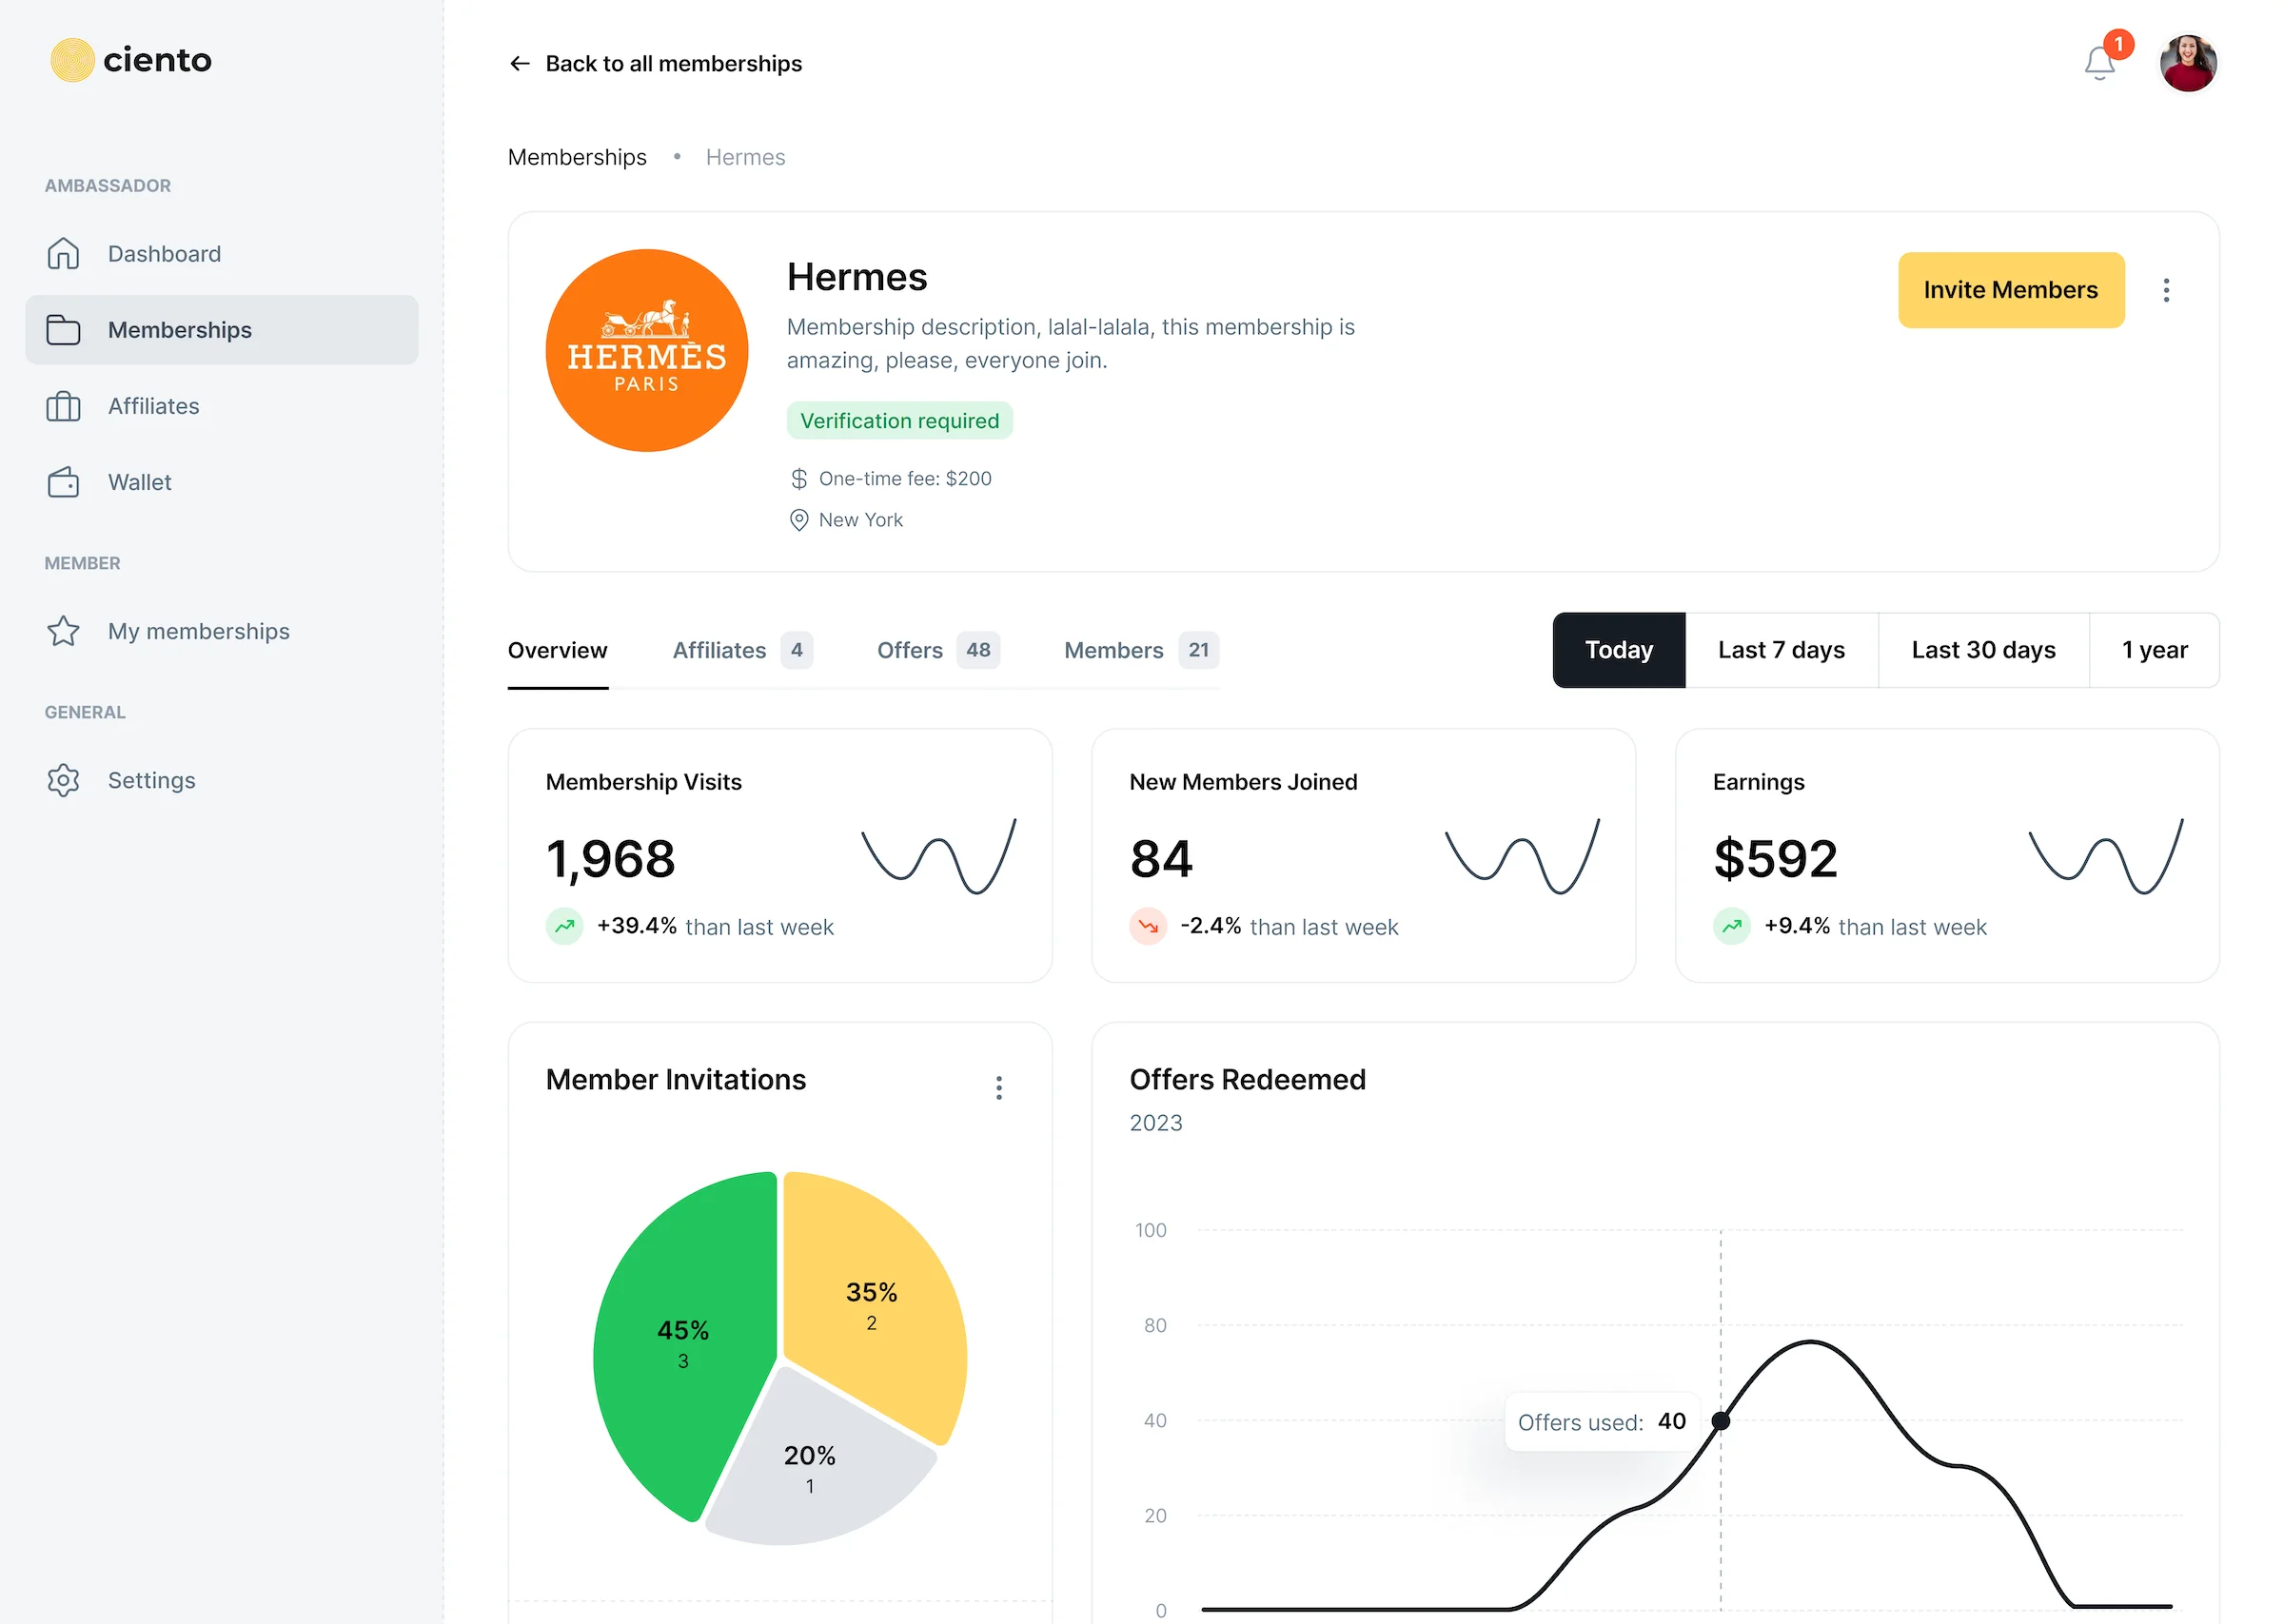 ciento
AMBASSADOR
Dashboard
Memberships
Affiliates
Wallet
MEMBER
My memberships
GENERAL
Settings
Back to all memberships
1
Memberships • Hermes
HERMÈS
PARIS
Hermes
Membership description, lalal-lalala, this membership is
amazing, please, everyone join.
Verification required
One-time fee: $200
New York
Invite Members
Overview Affiliates 4 Offers 48 Members 21
Today Last 7 days Last 30 days 1 year
Membership Visits
1,968
+39.4% than last week
New Members Joined
84
-2.4% than last week
Earnings
$592
+9.4% than last week
Member Invitations
35%
2
45%
3
20%
1
Offers Redeemed
2023
100
80
40
20
0
Offers used: 40